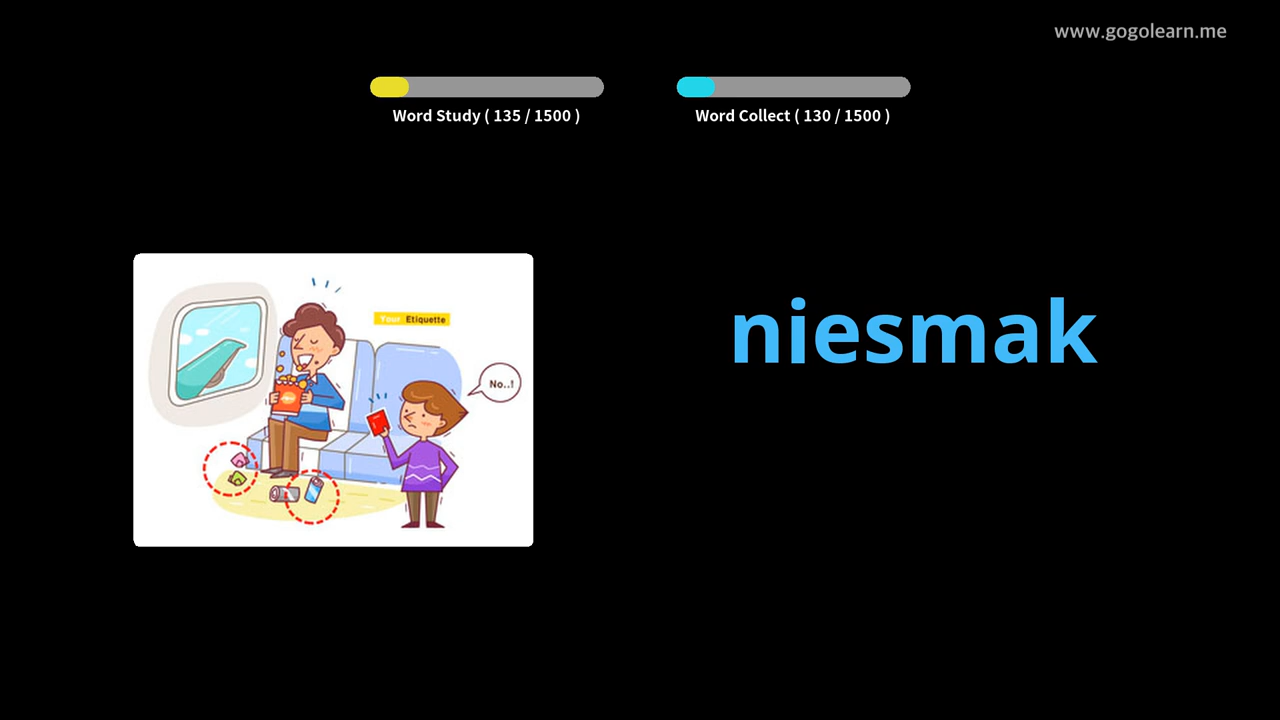 www.gogolearn.me
Word Study ( 135 / 1500 )
Word Collect ( 130 / 1500 )
Your Etiquette
No..!
niesmak